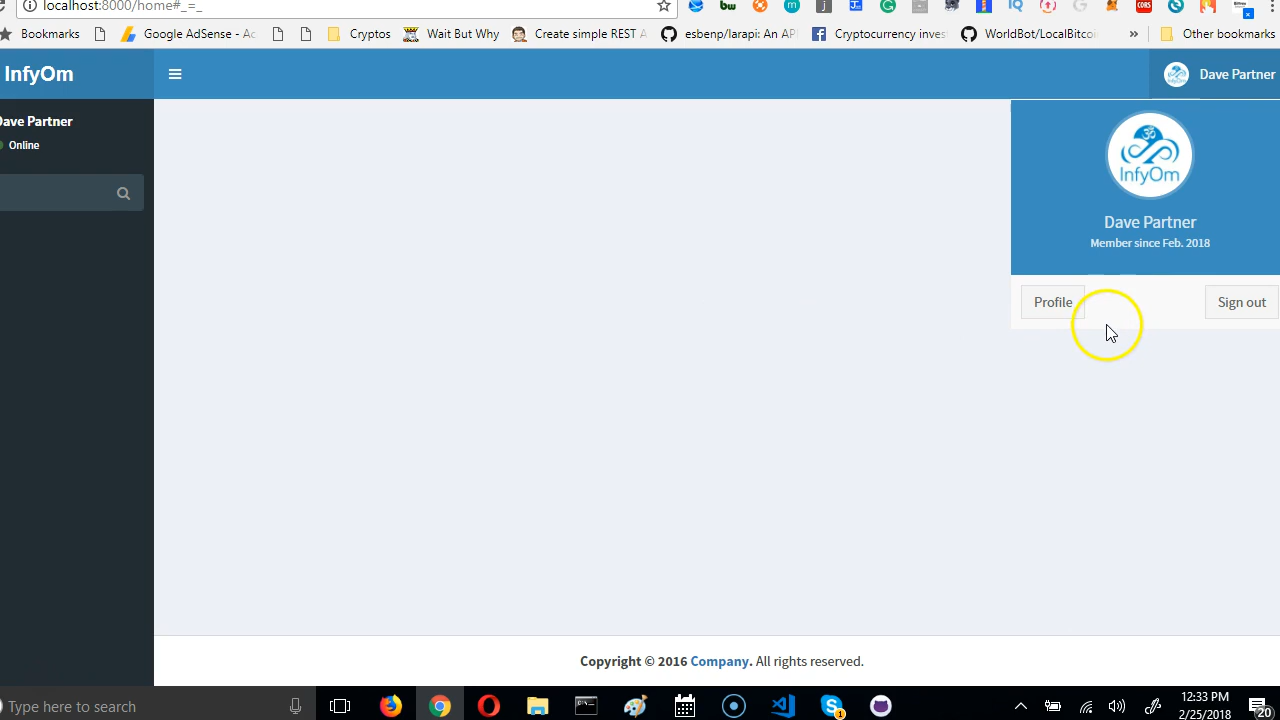 localhost:8000/home#_=_
Bookmarks
Google AdSense - Ac
Cryptos
Wait But Why
Create simple REST A
esbenp/larapi: An AP
Cryptocurrency inves
WorldBot/LocalBitcoi
»
Other bookmarks
InfyOm
Dave Partner
Dave Partner
Online
InfyOm
Dave Partner
Member since Feb. 2018
Profile
Sign out
Copyright © 2016 Company. All rights reserved.
Type here to search
12:33 PM
2/25/2018
20